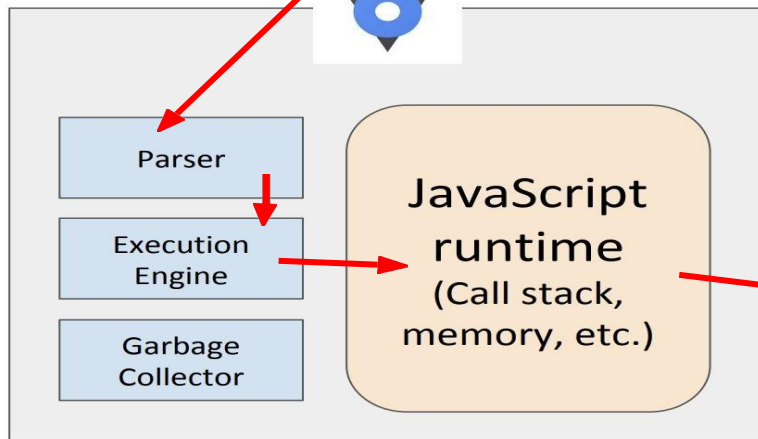 Parser
Execution
Engine
Garbage
Collector
JavaScript
runtime
(Call stack,
memory, etc.)